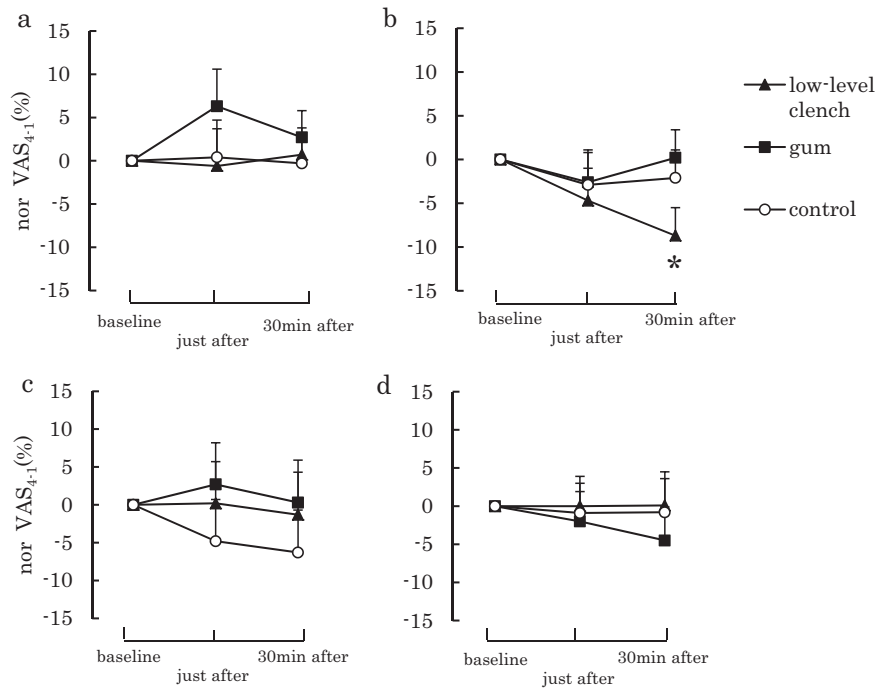 a
15
10
5
0
-5
-10
-15
nor VAS4-1(%)
baseline
just after
30min after
b
15
10
5
0
-5
-10
-15
*
baseline
just after
30min after
low-level
clench
gum
control
c
15
10
5
0
-5
-10
-15
nor VAS4-1(%)
baseline
just after
30min after
d
15
10
5
0
-5
-10
-15
baseline
just after
30min after